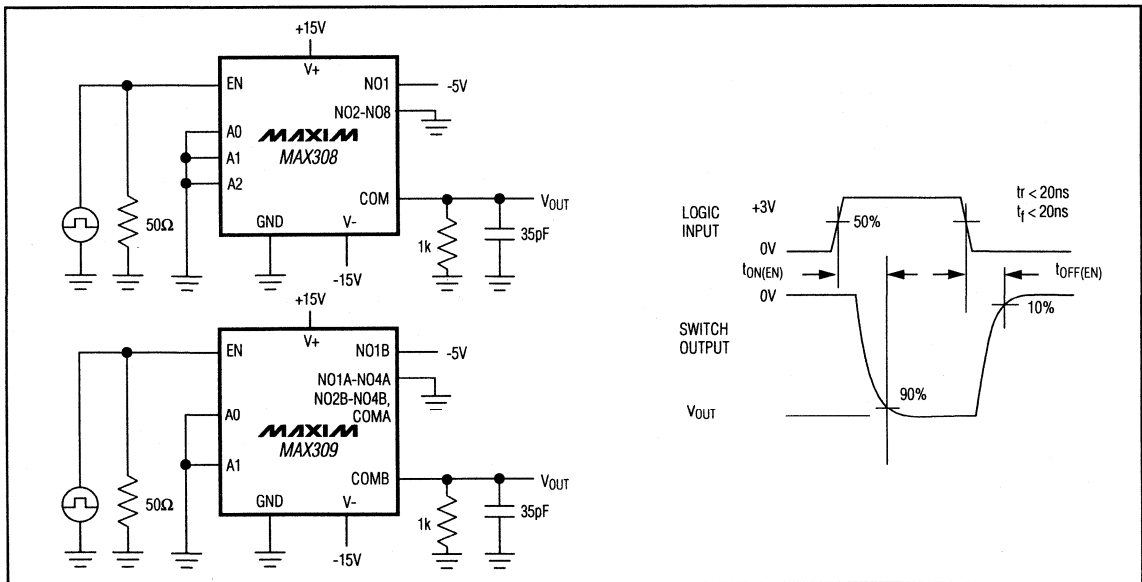 +15V
V+
EN
NO1
-5V
NO2-NO8
A0
MAXIM
MAX308
A1
A2
COM
VOUT
50Ω
GND
V-
1k
35pF
-15V
+15V
V+
EN
NO1B
-5V
NO1A-NO4A
NO2B-NO4B,
COMA
A0
MAXIM
MAX309
A1
COMB
VOUT
50Ω
GND
V-
1k
35pF
-15V
LOGIC
INPUT
+3V
50%
0V
tr < 20ns
tf < 20ns
tON(EN)
tOFF(EN)
0V
10%
SWITCH
OUTPUT
90%
VOUT